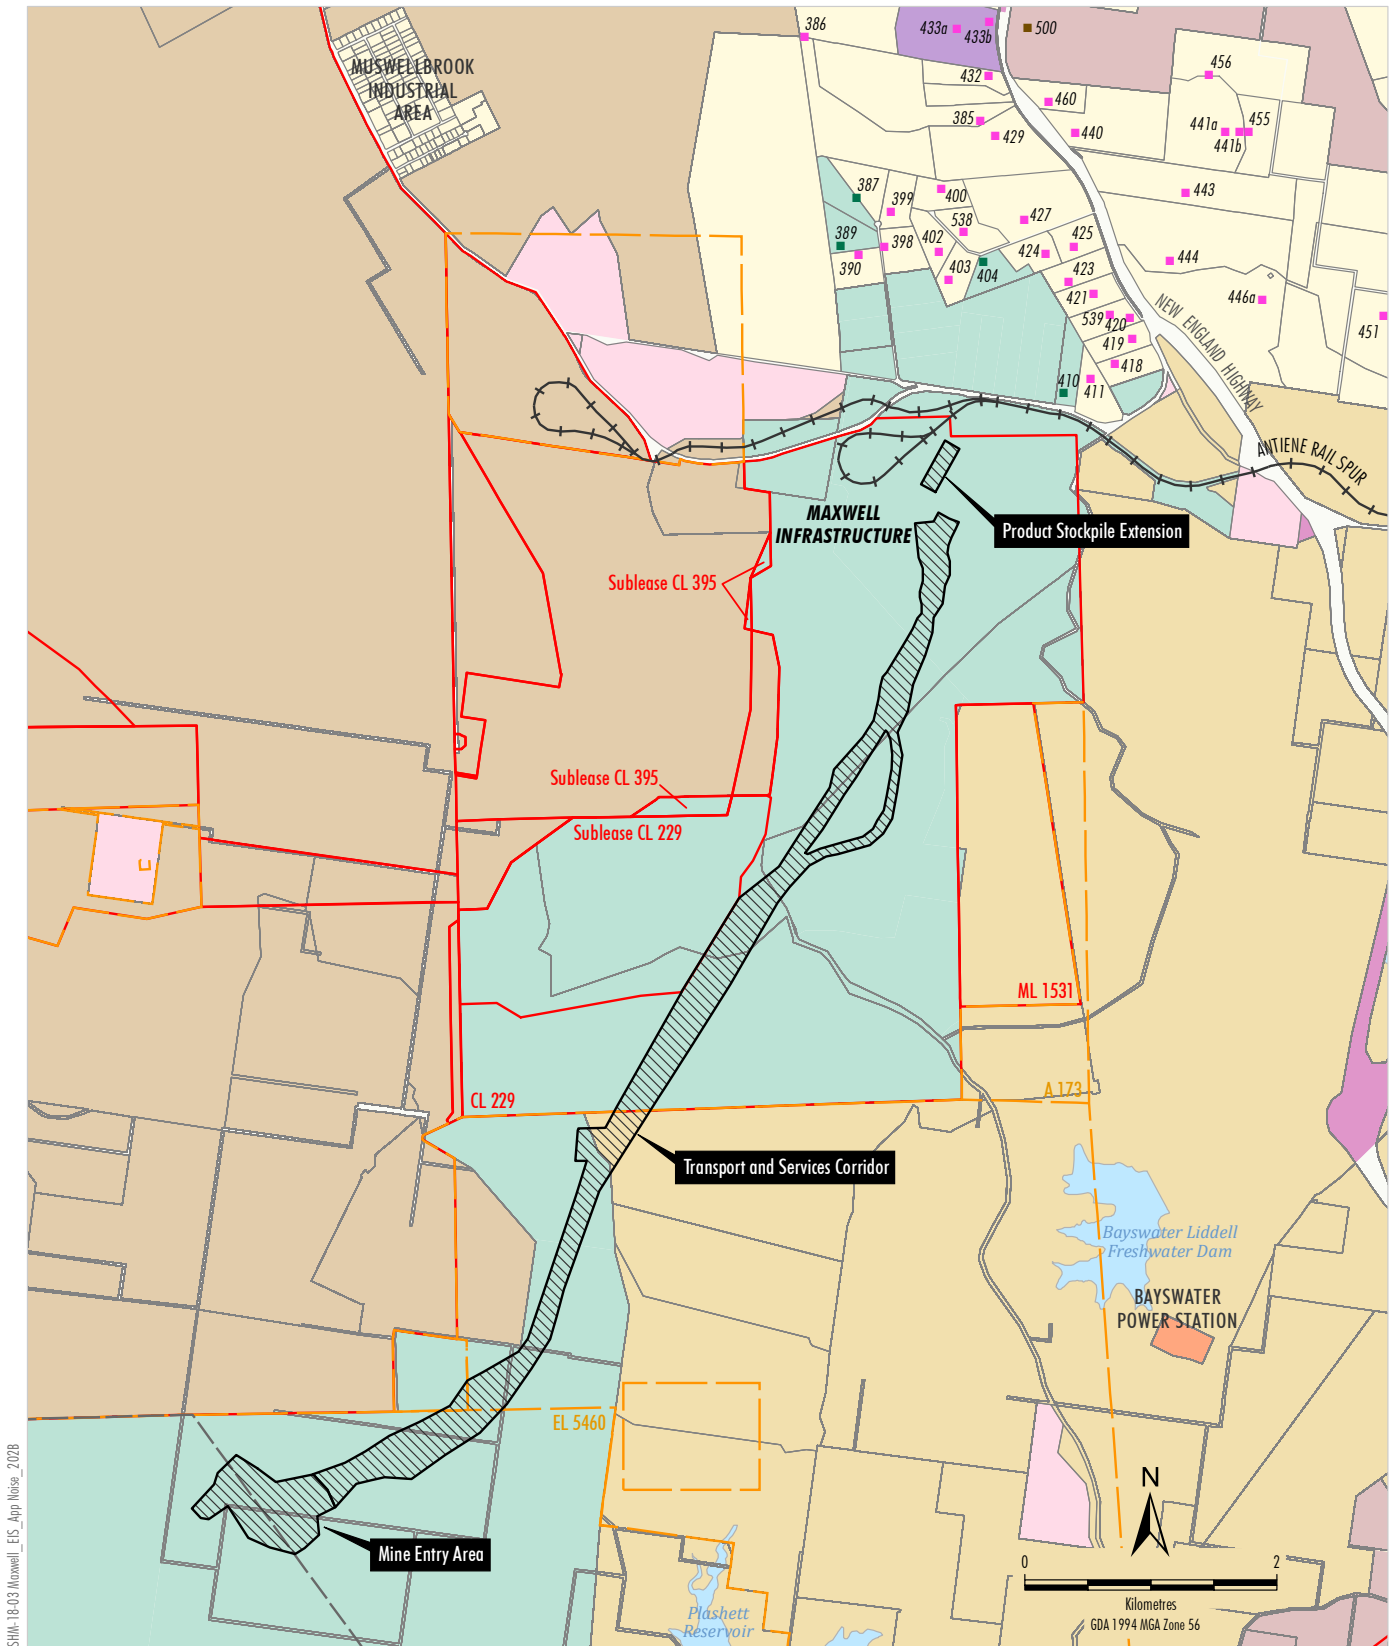 386
433a
433b
500
MUSWELLBROOK
INDUSTRIAL
AREA
432
456
460
385
429
440
441a
455
441b
387
399
400
443
538
427
389
398
402
425
424
390
403
404
423
444
421
446a
539
420
419
451
NEW ENGLAND HIGHWAY
418
410
411
ANTIENE RAIL SPUR
MAXWELL
INFRASTRUCTURE
Product Stockpile Extension
Sublease CL 395
Sublease CL 395
Sublease CL 229
ML 1531
A 173
CL 229
Transport and Services Corridor
Bayswater Liddell
Freshwater Dam
BAYSWATER
POWER STATION
EL 5460
Mine Entry Area
Plashett
Reservoir
N
0
2
Kilometres
GDA 1994 MGA Zone 56
SHM-18-03 Maxwell_EIS_App Noise_202B